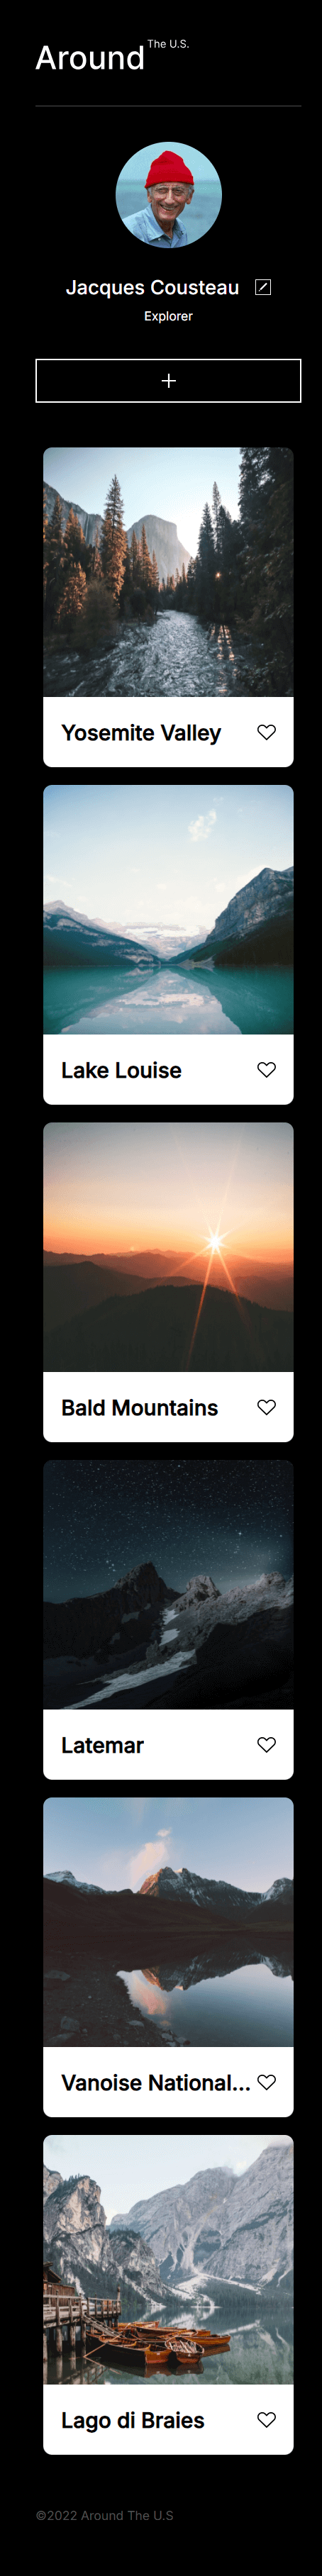 Around The U.S.
Jacques Cousteau
Explorer
Yosemite Valley
Lake Louise
Bald Mountains
Latemar
Vanoise National...
Lago di Braies
©2022 Around The U.S